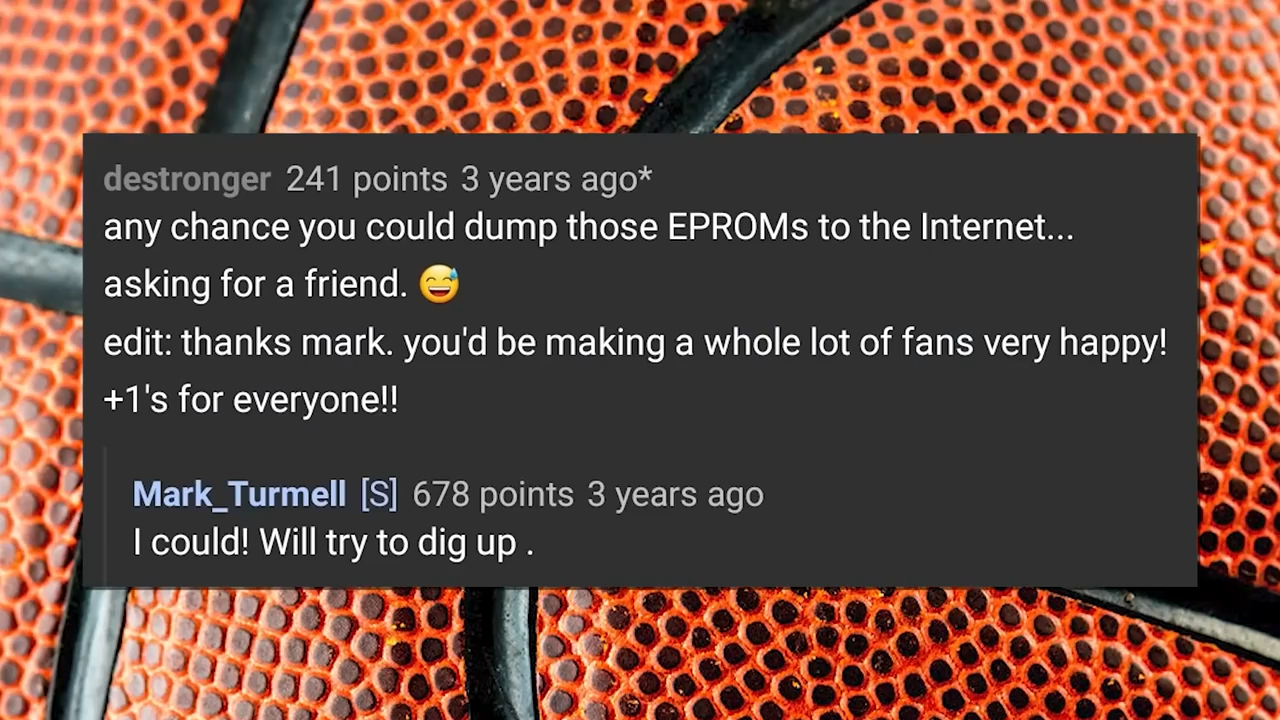 destronger 241 points 3 years ago*
any chance you could dump those EPROMs to the Internet...
asking for a friend. 😅
edit: thanks mark. you'd be making a whole lot of fans very happy!
+1's for everyone!!
Mark_Turmell [S] 678 points 3 years ago
I could! Will try to dig up .